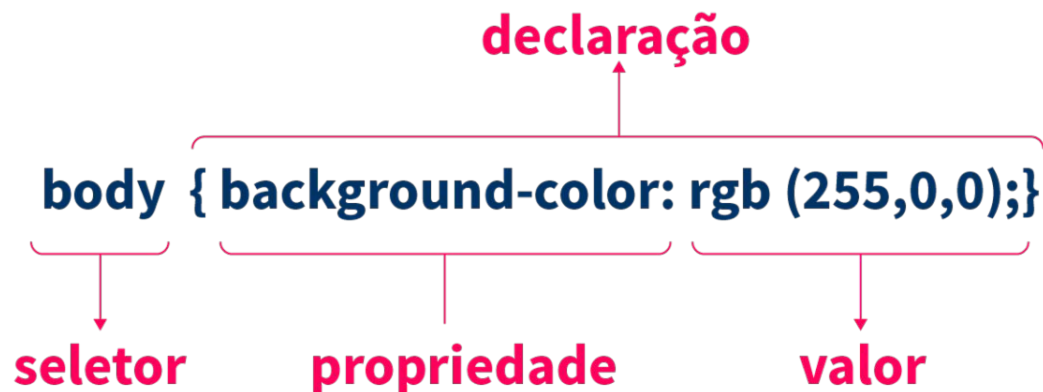 declaração
body { background-color: rgb (255,0,0);}
seletor propriedade valor